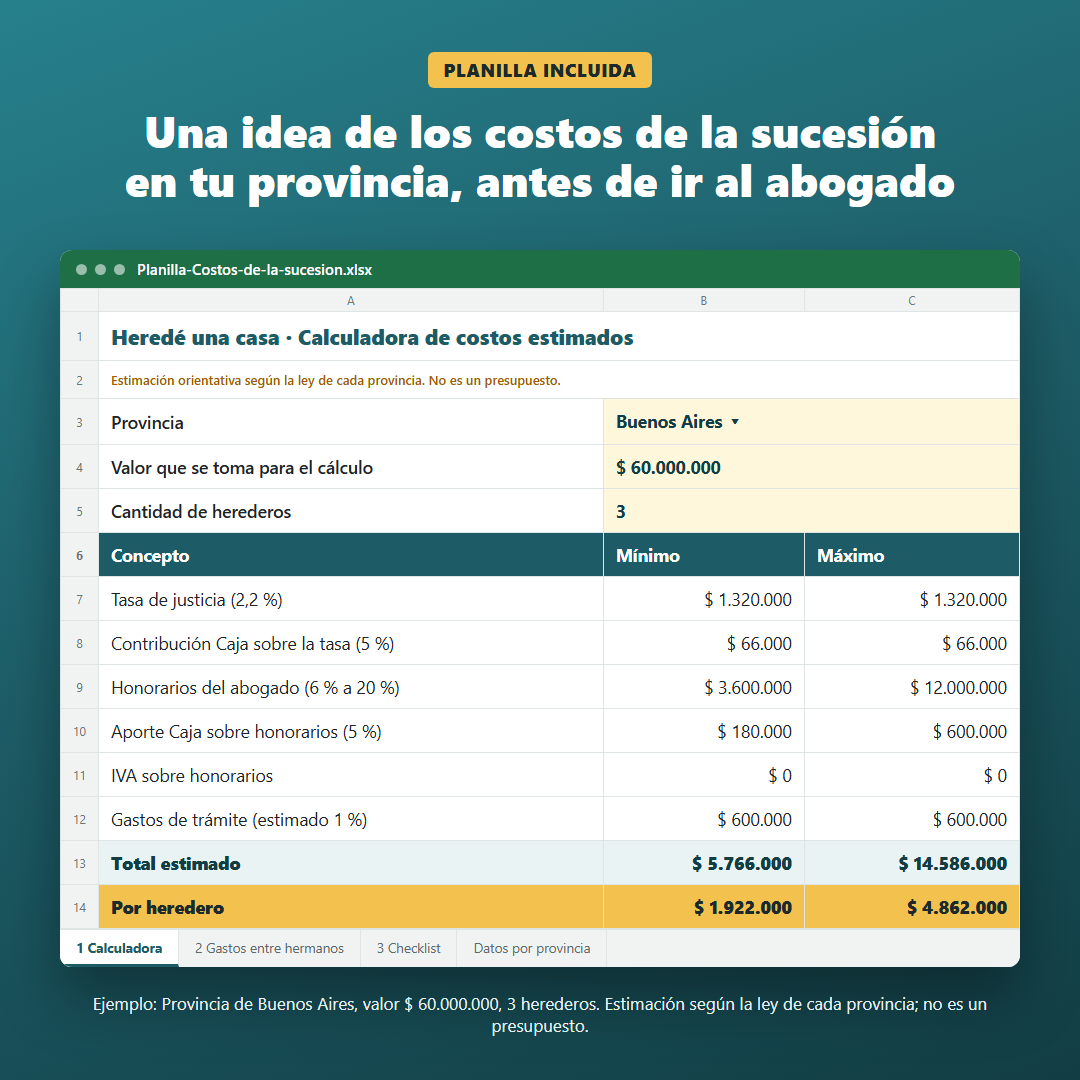 PLANILLA INCLUIDA
Una idea de los costos de la sucesión
en tu provincia, antes de ir al abogado
Planilla-Costos-de-la-sucesion.xlsx
A B C
1 Heredé una casa · Calculadora de costos estimados
2 Estimación orientativa según la ley de cada provincia. No es un presupuesto.
3 Provincia Buenos Aires ▾
4 Valor que se toma para el cálculo $ 60.000.000
5 Cantidad de herederos 3
6 Concepto Mínimo Máximo
7 Tasa de justicia (2,2 %) $ 1.320.000 $ 1.320.000
8 Contribución Caja sobre la tasa (5 %) $ 66.000 $ 66.000
9 Honorarios del abogado (6 % a 20 %) $ 3.600.000 $ 12.000.000
10 Aporte Caja sobre honorarios (5 %) $ 180.000 $ 600.000
11 IVA sobre honorarios $ 0 $ 0
12 Gastos de trámite (estimado 1 %) $ 600.000 $ 600.000
13 Total estimado $ 5.766.000 $ 14.586.000
14 Por heredero $ 1.922.000 $ 4.862.000
1 Calculadora 2 Gastos entre hermanos 3 Checklist Datos por provincia
Ejemplo: Provincia de Buenos Aires, valor $ 60.000.000, 3 herederos. Estimación según la ley de cada provincia; no es un
presupuesto.